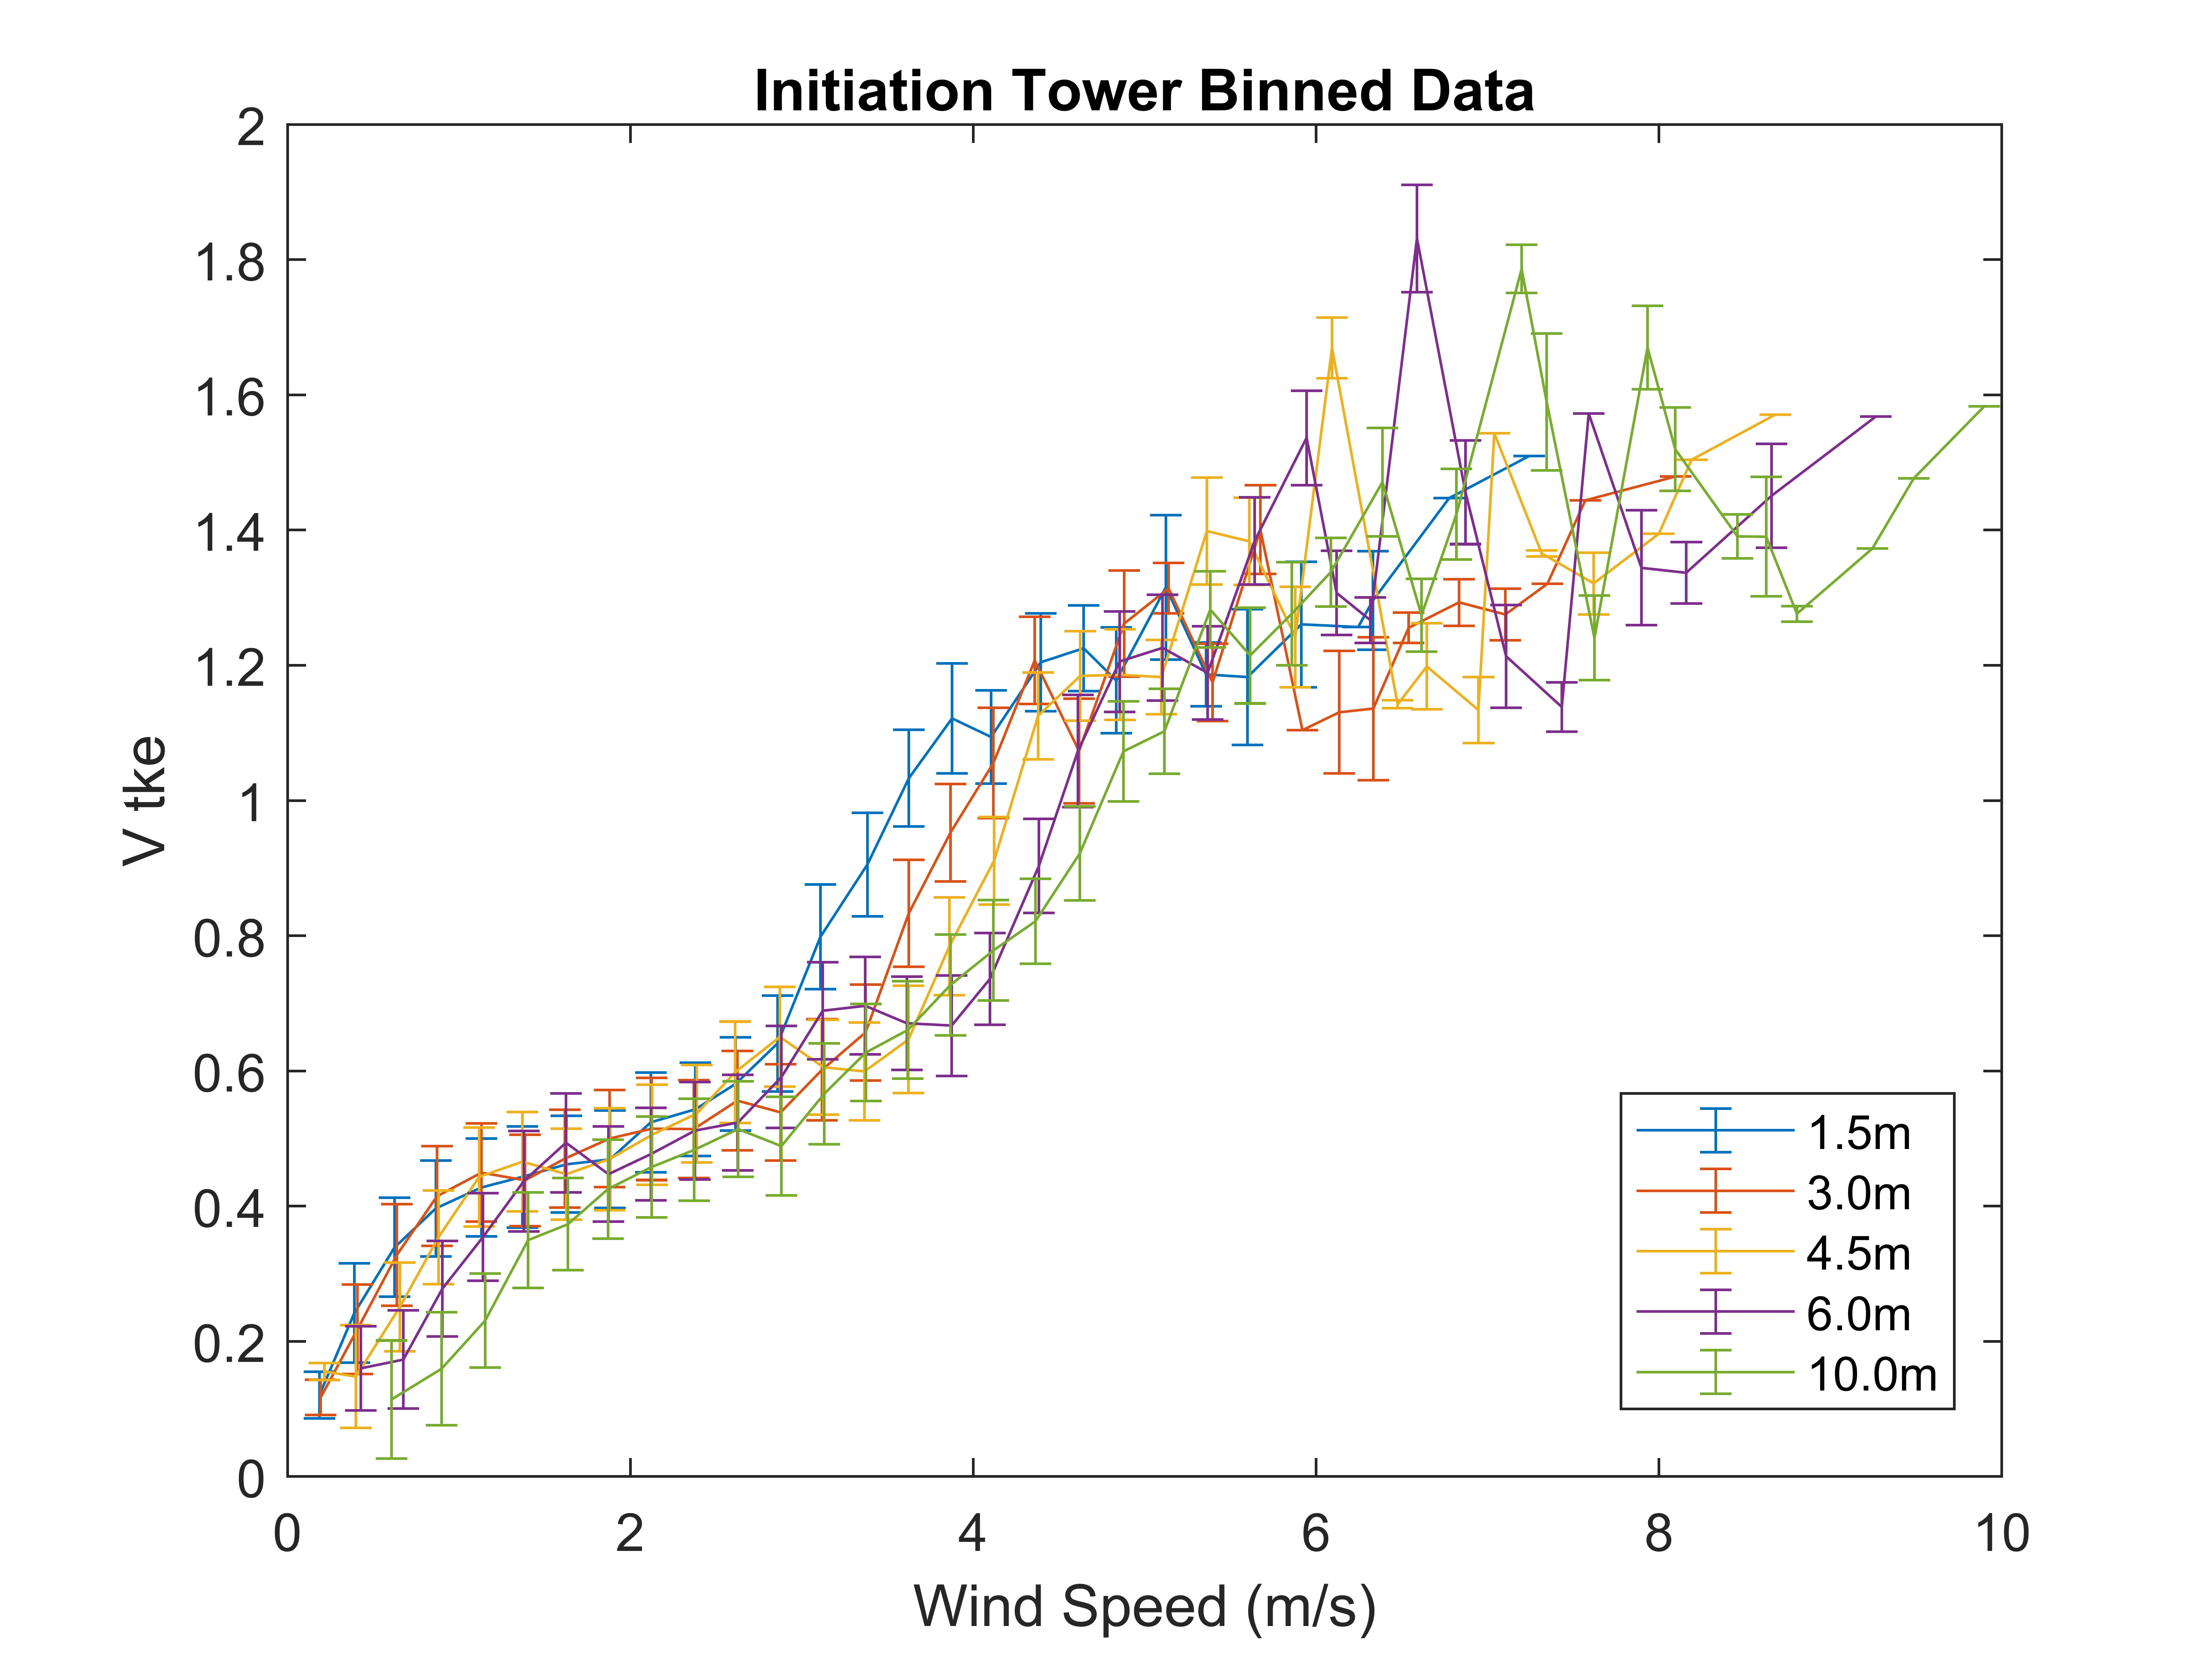 Initiation Tower Binned Data
2
1.8
1.6
1.4
1.2
1
0.8
0.6
0.4
0.2
0
V tke
1.5m
3.0m
4.5m
6.0m
10.0m
0 2 4 6 8 10
Wind Speed (m/s)